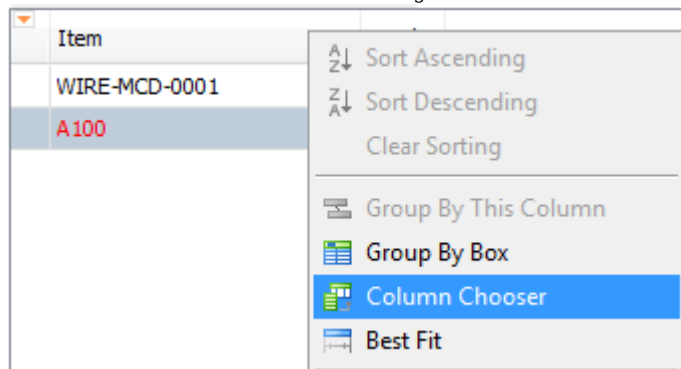 Item
WIRE-MCD-0001
A100
Sort Ascending
Sort Descending
Clear Sorting
Group By This Column
Group By Box
Column Chooser
Best Fit